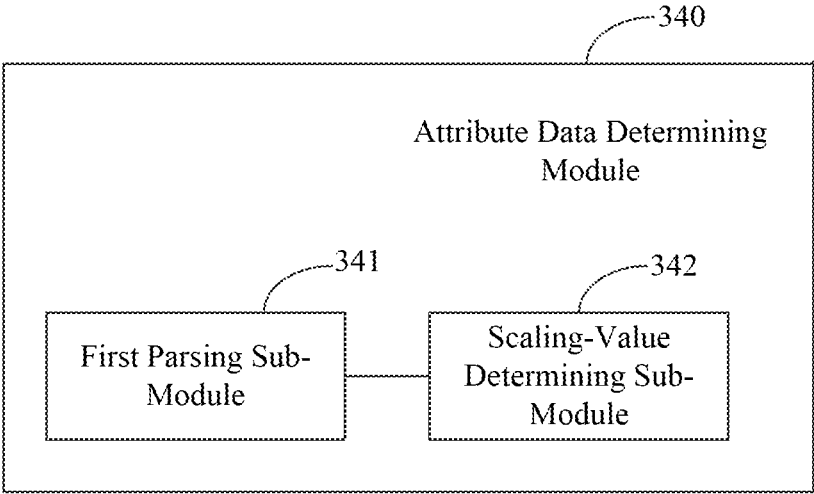 340
Attribute Data Determining
Module
341
342
First Parsing Sub-
Module
Scaling-Value
Determining Sub-
Module